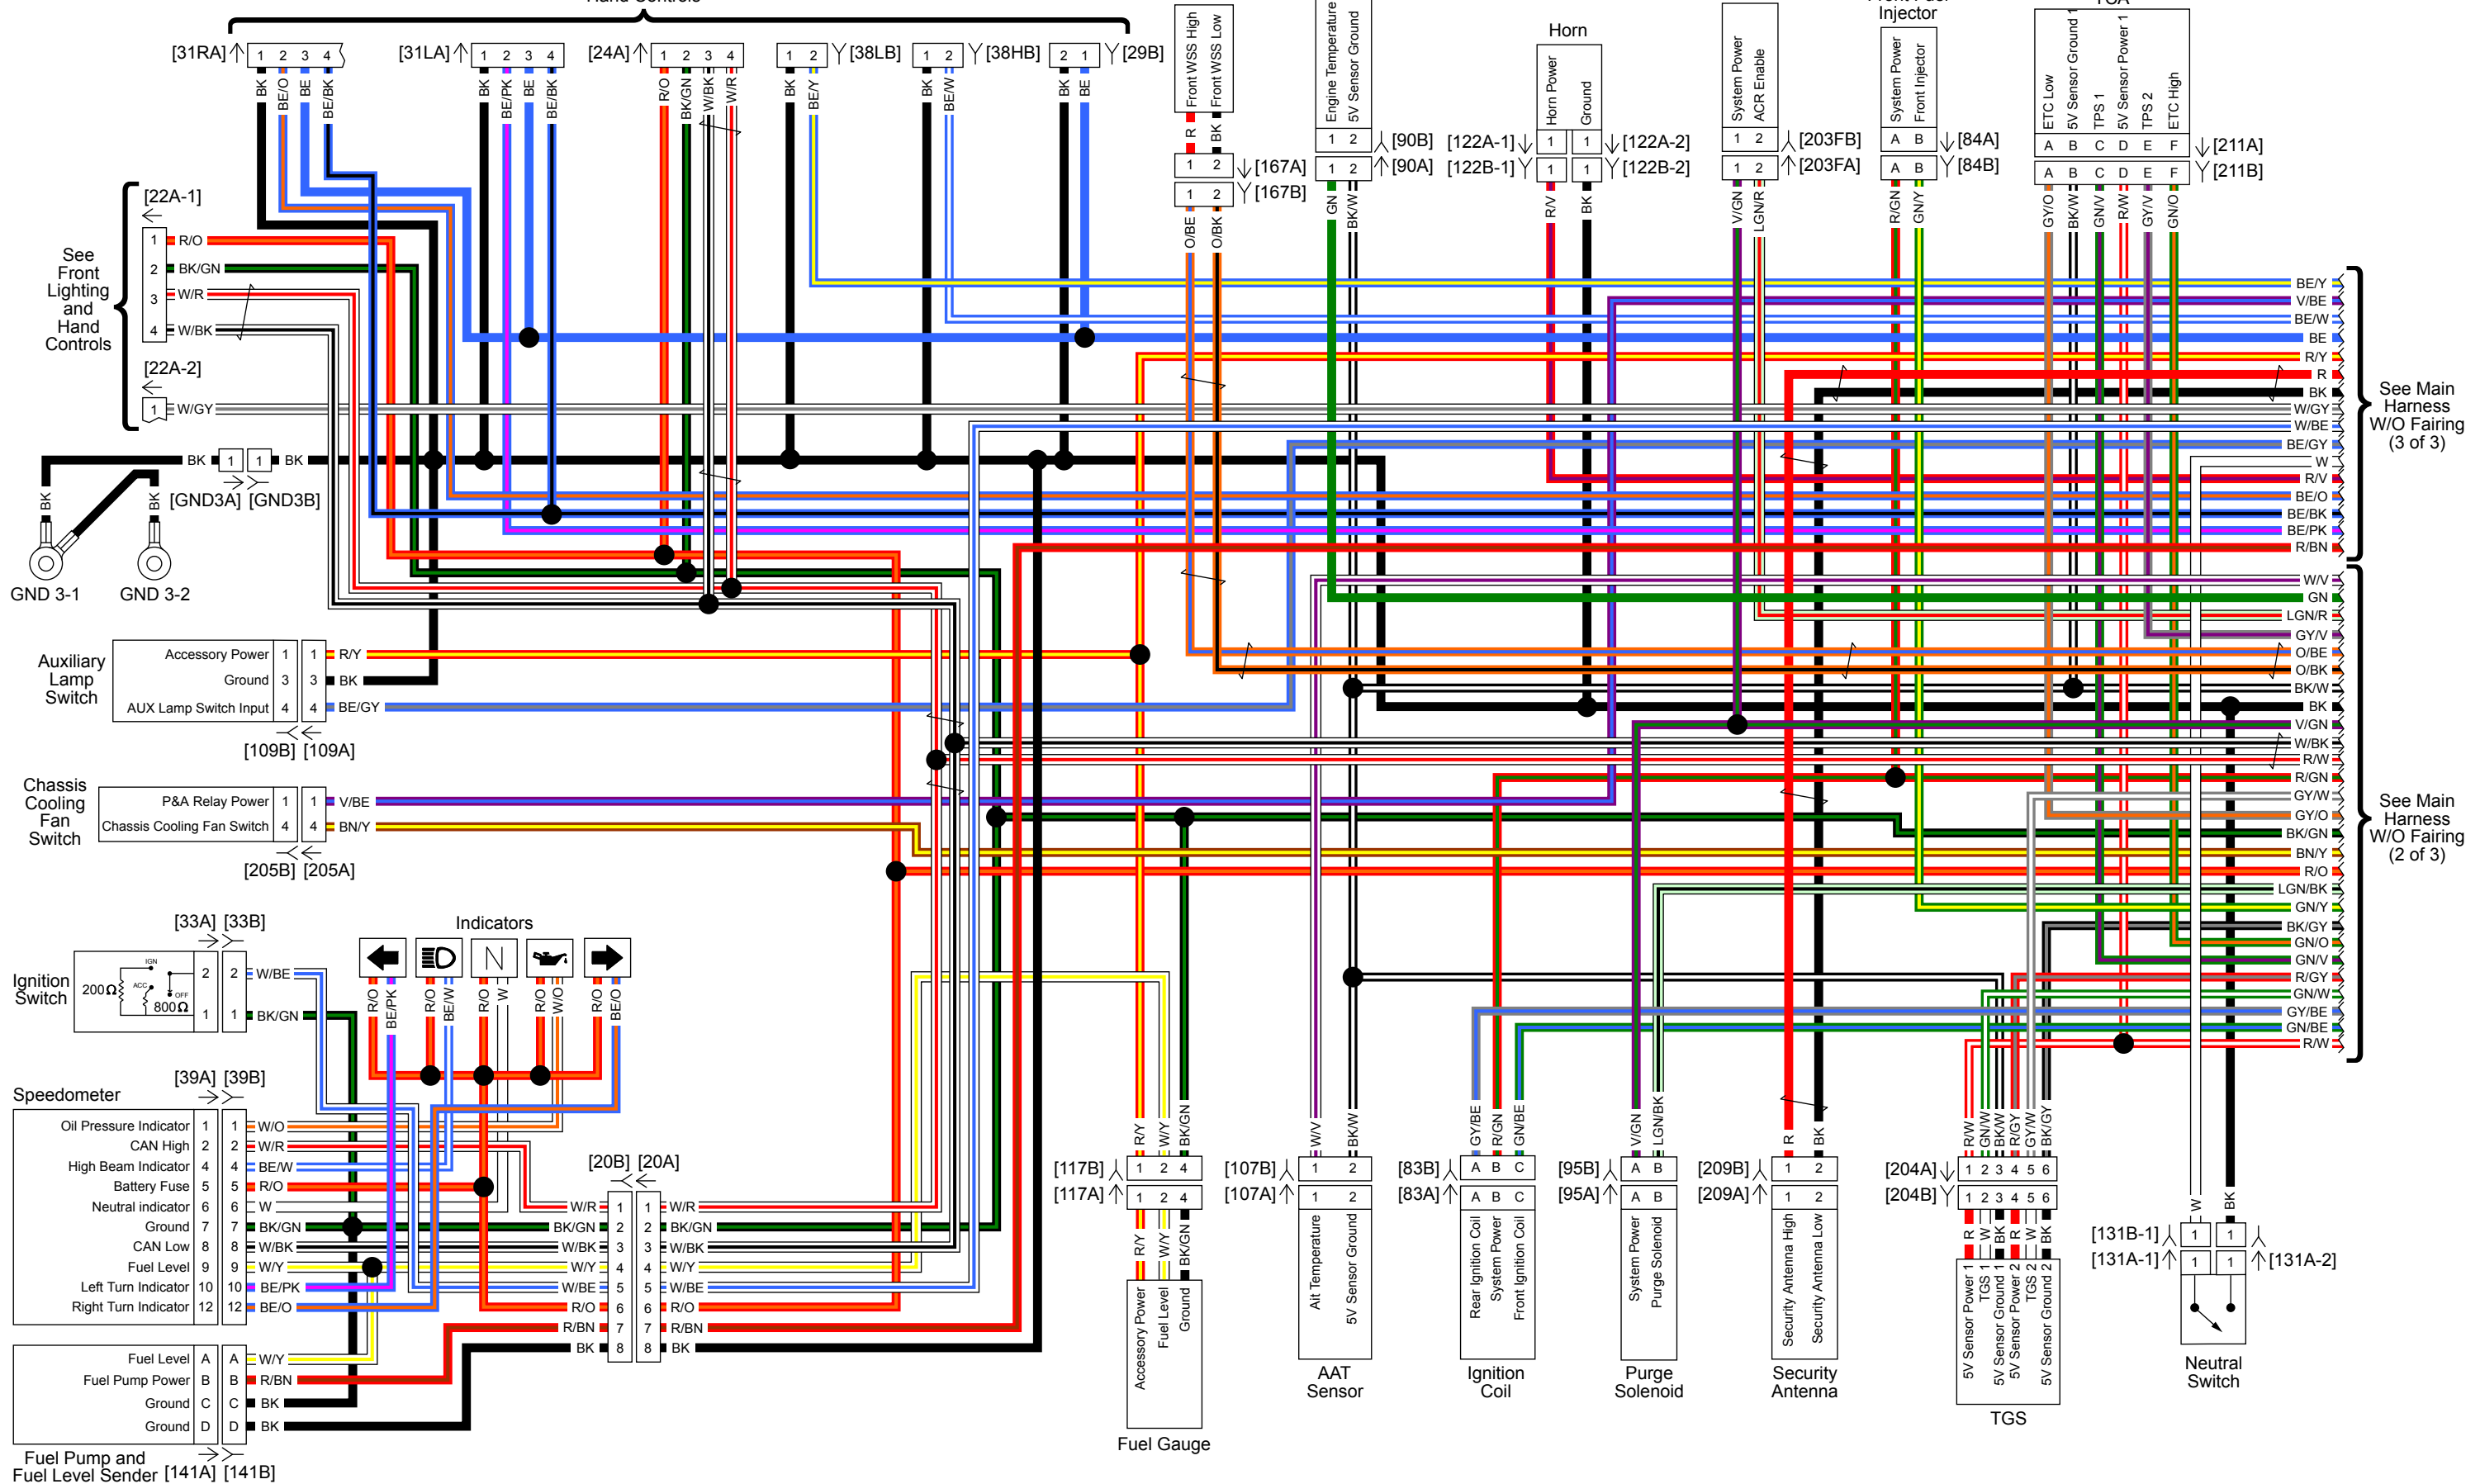 Hand Controls
[31RA] 1 2 3 4
[31LA] 1 2 3 4
[24A] 1 2 3 4
1 2 [38LB]
1 2 [38HB]
2 1 [29B]
BK BE/O BE BE/BK
BK BE/PK BE BE/BK
R/O BK/GN W/BK W/R
BK BE/Y
BK BE/W
BK BE
Front WSS High
Front WSS Low
R BK
1 2 [167A]
1 2 [167B]
O/BE O/BK
Engine Temperature
5V Sensor Ground
1 2 [90B]
1 2 [90A]
GN BK/W
Horn
Horn Power
Ground
[122A-1] 1 1 [122A-2]
[122B-1] 1 1 [122B-2]
R/V BK
System Power
ACR Enable
1 2 [203FB]
1 2 [203FA]
V/GN LGN/R
Injector
System Power
Front Injector
A B [84A]
A B [84B]
R/GN GN/Y
ETC Low
5V Sensor Ground 1
TPS 1
5V Sensor Power 1
TPS 2
ETC High
A B C D E F [211A]
A B C D E F [211B]
GY/O BK/W GN/V R/W GY/V GN/O
[22A-1]
1 R/O
2 BK/GN
3 W/R
4 W/BK
See
Front
Lighting
and
Hand
Controls
[22A-2]
1 W/GY
BK 1 1 BK
[GND3A] [GND3B]
BK BK
GND 3-1 GND 3-2
BE/Y
V/BE
BE/W
BE
R/Y
R
BK
W/GY
W/BE
BE/GY
W
R/V
BE/O
BE/BK
BE/PK
R/BN
See Main
Harness
W/O Fairing
(3 of 3)
W/V
GN
LGN/R
GY/V
O/BE
O/BK
BK/W
BK
V/GN
W/BK
R/W
R/GN
GY/W
GY/O
BK/GN
BN/Y
R/O
LGN/BK
GN/Y
BK/GY
GN/O
GN/V
R/GY
GN/W
GY/BE
GN/BE
R/W
See Main
Harness
W/O Fairing
(2 of 3)
Auxiliary
Lamp
Switch
Accessory Power 1 1 R/Y
Ground 3 3 BK
AUX Lamp Switch Input 4 4 BE/GY
[109B] [109A]
Chassis
Cooling
Fan
Switch
P&A Relay Power 1 1 V/BE
Chassis Cooling Fan Switch 4 4 BN/Y
[205B] [205A]
[33A] [33B]
Ignition
Switch
IGN
200Ω
ACC
OFF
800Ω
2 2 W/BE
1 1 BK/GN
Indicators
N
R/O BE/PK R/O BE/W R/O W R/O W/O R/O BE/O
[39A] [39B]
Speedometer
Oil Pressure Indicator 1 1 W/O
CAN High 2 2 W/R
High Beam Indicator 4 4 BE/W
Battery Fuse 5 5 R/O
Neutral indicator 6 6 W
Ground 7 7 BK/GN
CAN Low 8 8 W/BK
Fuel Level 9 9 W/Y
Left Turn Indicator 10 10 BE/PK
Right Turn Indicator 12 12 BE/O
[20B] [20A]
W/R 1 1 W/R
BK/GN 2 2 BK/GN
W/BK 3 3 W/BK
W/Y 4 4 W/Y
W/BE 5 5 W/BE
R/O 6 6 R/O
R/BN 7 7 R/BN
BK 8 8 BK
Fuel Level A A W/Y
Fuel Pump Power B B R/BN
Ground C C BK
Ground D D BK
Fuel Pump and
Fuel Level Sender [141A] [141B]
R/Y W/Y BK/GN
[117B] 1 2 4
[117A] 1 2 4
R/Y W/Y BK/GN
Accessory Power
Fuel Level
Ground
Fuel Gauge
W/V BK/W
[107B] 1 2
[107A] 1 2
Ait Temperature
5V Sensor Ground
AAT
Sensor
GY/BE R/GN GN/BE
[83B] A B C
[83A] A B C
Rear Ignition Coil
System Power
Front Ignition Coil
Ignition
Coil
V/GN LGN/BK
[95B] A B
[95A] A B
System Power
Purge Solenoid
Purge
Solenoid
R BK
[209B] 1 2
[209A] 1 2
Security Antenna High
Security Antenna Low
Security
Antenna
R/W GN/W BK/W R/GY GY/W BK/GY
[204A] 1 2 3 4 5 6
[204B] 1 2 3 4 5 6
R W BK R W BK
5V Sensor Power 1
TGS 1
5V Sensor Ground 1
5V Sensor Power 2
TGS 2
5V Sensor Ground 2
TGS
W BK
[131B-1] 1 1
[131A-1] 1 1 [131A-2]
Neutral
Switch